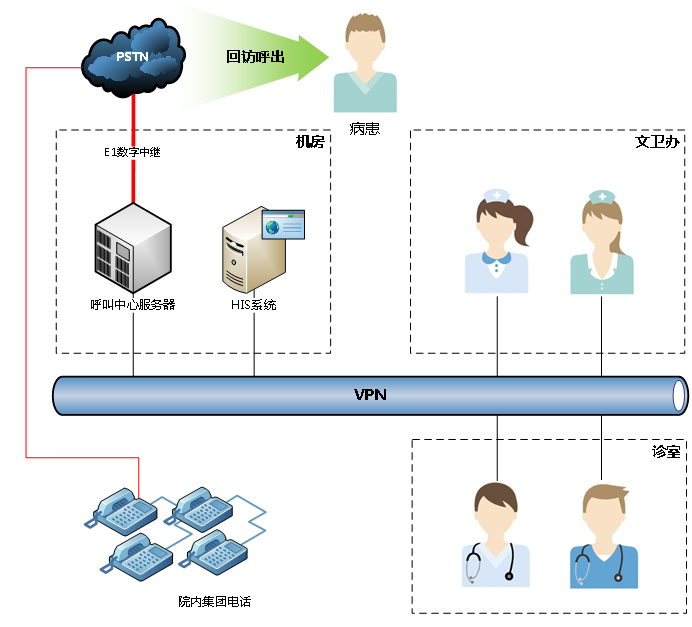 PSTN
回访呼出
病患
机房
文卫办
E1数字中继
呼叫中心服务器
HIS系统
VPN
诊室
院内集团电话